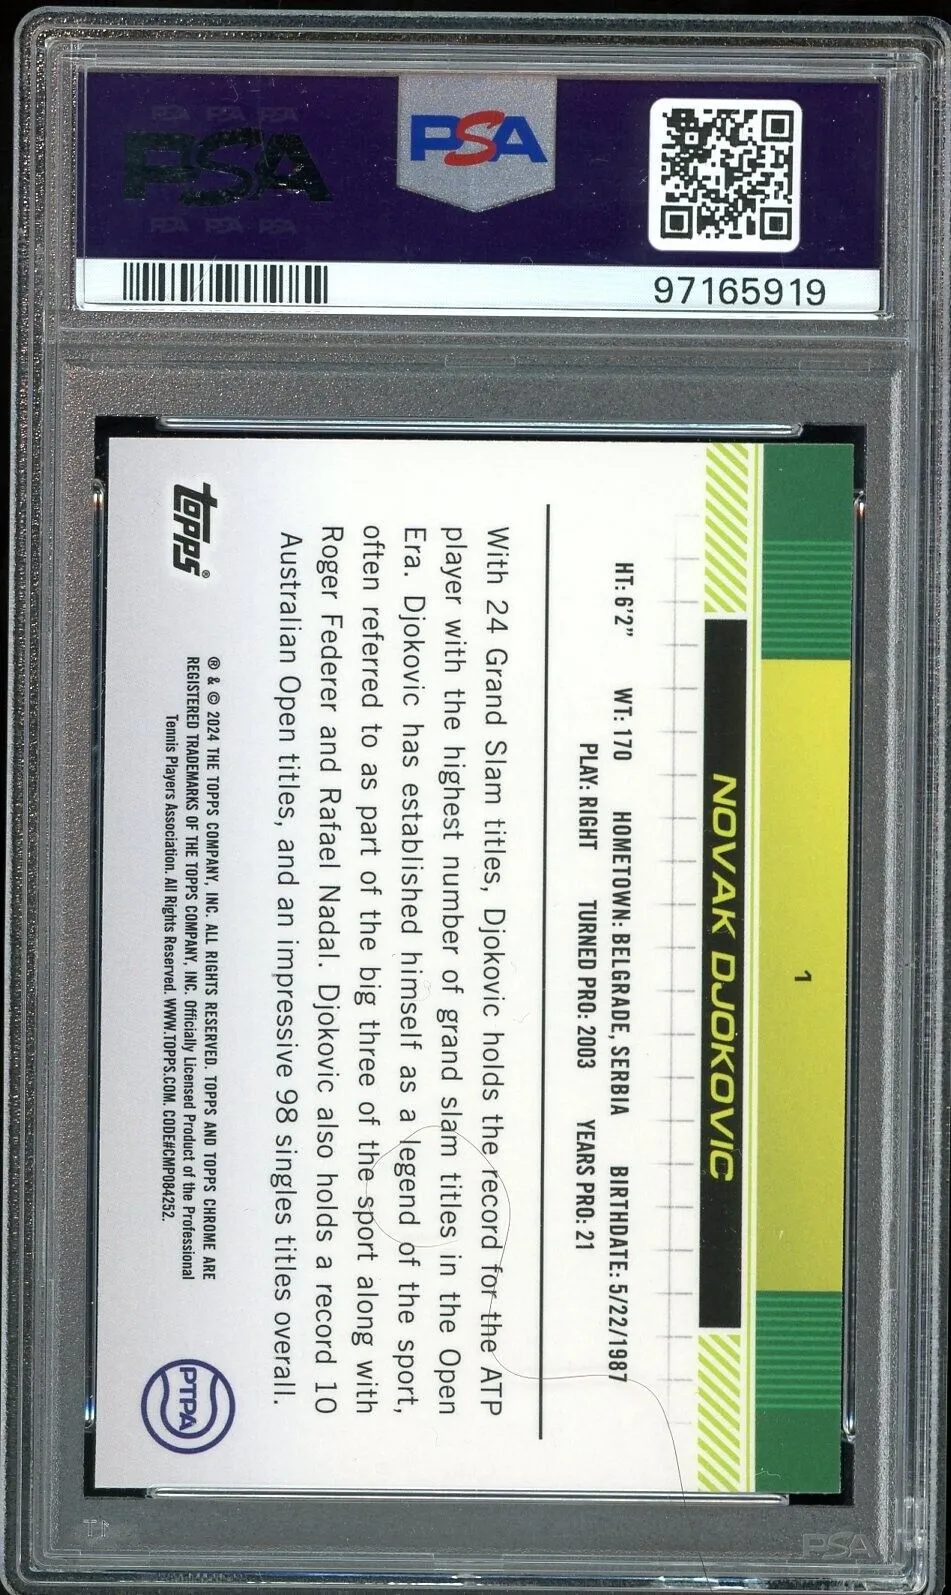 PSA PSA PSA
PSA
PSA PSA PSA
PSA
97165919
1
NOVAK DJOKOVIC
HT: 6'2" WT: 170 HOMETOWN: BELGRADE, SERBIA BIRTHDATE: 5/22/1987
PLAY: RIGHT TURNED PRO: 2003 YEARS PRO: 21
With 24 Grand Slam titles, Djokovic holds the record for the ATP
player with the highest number of grand slam titles in the Open
Era. Djokovic has established himself as a legend of the sport,
often referred to as part of the big three of the sport along with
Roger Federer and Rafael Nadal. Djokovic also holds a record 10
Australian Open titles, and an impressive 98 singles titles overall.
topps®
® & © 2024 THE TOPPS COMPANY, INC. ALL RIGHTS RESERVED. TOPPS AND TOPPS CHROME ARE
REGISTERED TRADEMARKS OF THE TOPPS COMPANY, INC. Officially Licensed Product of the Professional
Tennis Players Association. All Rights Reserved. WWW.TOPPS.COM. CODE#CMP084252.
PTPA
PSA